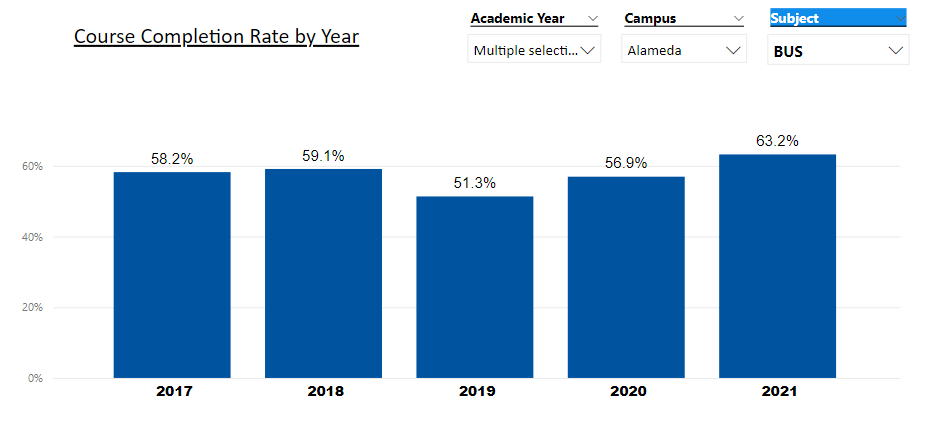 Course Completion Rate by Year
Academic Year
Campus
Subject
Multiple selecti...
Alameda
BUS
63.2%
59.1%
58.2%
56.9%
51.3%
60%
40%
20%
0%
2017
2018
2019
2020
2021